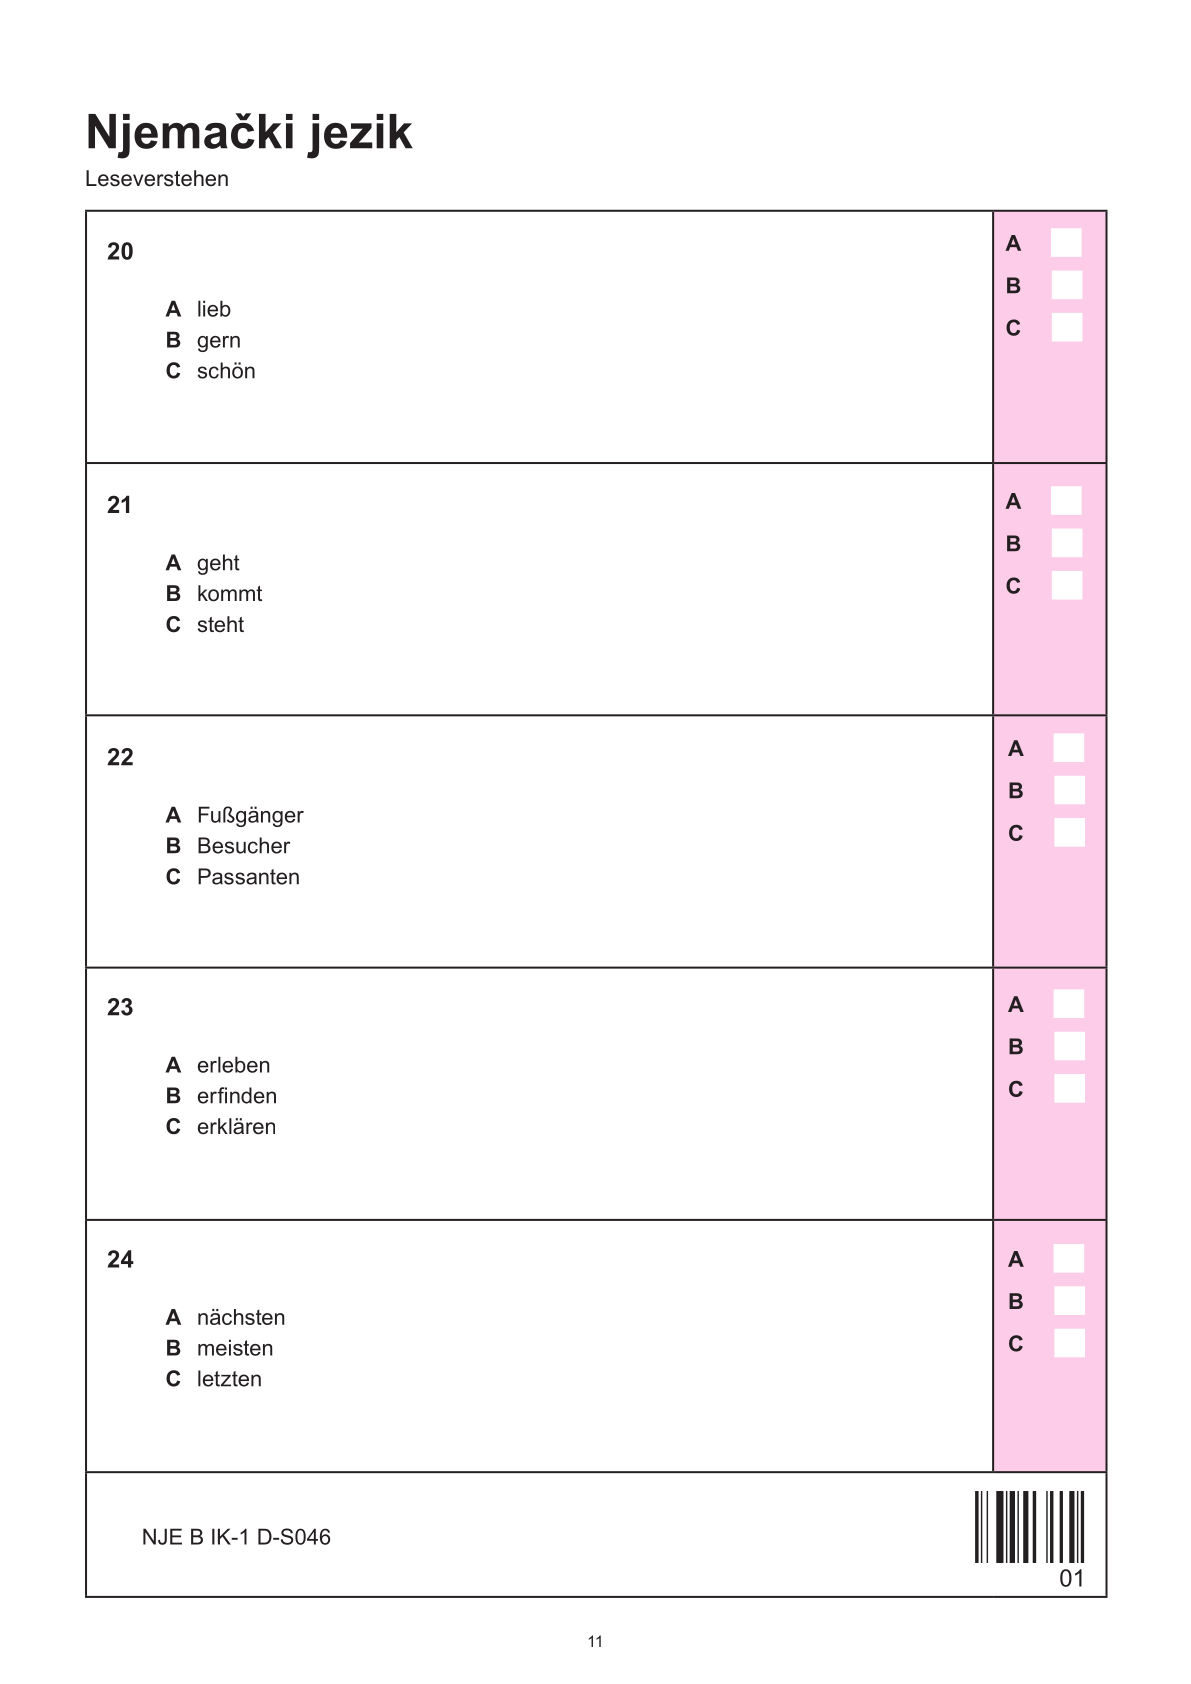 Njemački jezik
Leseverstehen
20
A lieb
B gern
C schön
A
B
C
21
A geht
B kommt
C steht
A
B
C
22
A Fußgänger
B Besucher
C Passanten
A
B
C
23
A erleben
B erfinden
C erklären
A
B
C
24
A nächsten
B meisten
C letzten
A
B
C
NJE B IK-1 D-S046
01
11